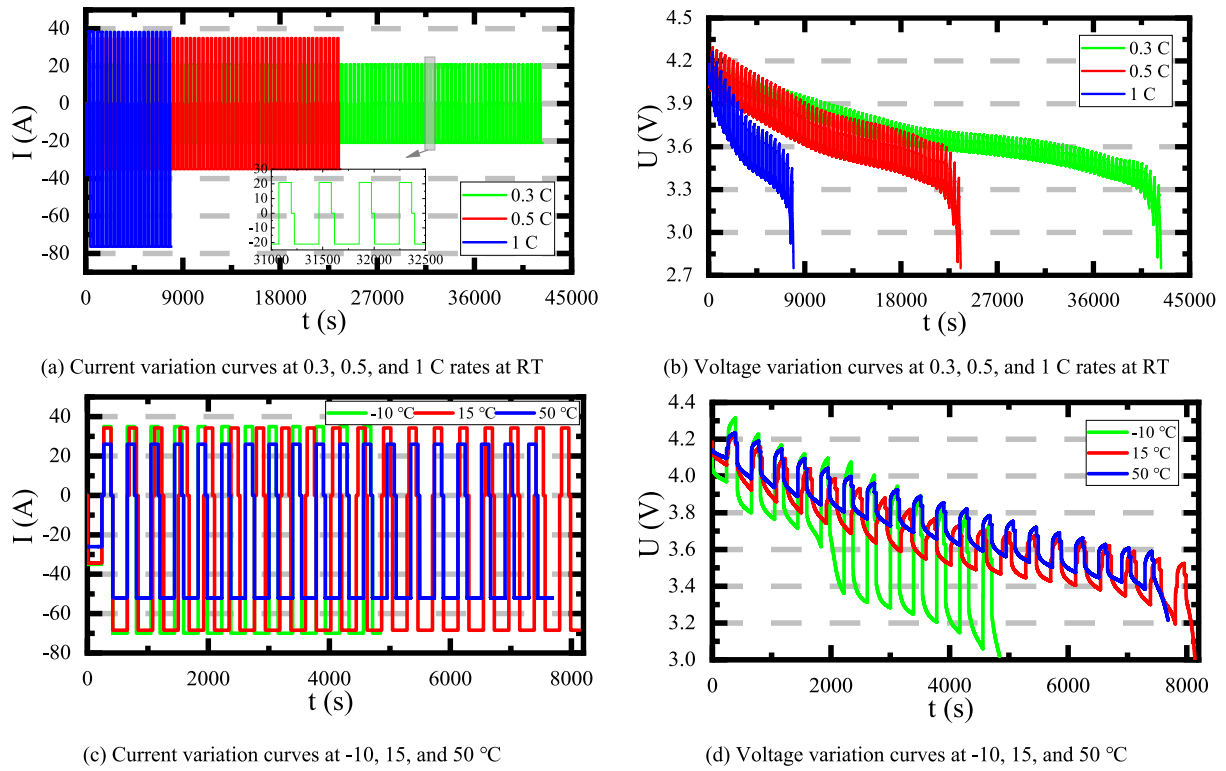 40
20
0
-20
-40
-60
-80
I (A)
30
20
10
0
-10
-20
31000 31500 32000 32500
0.3 C
0.5 C
1 C
0 9000 18000 27000 36000 45000
t (s)
(a) Current variation curves at 0.3, 0.5, and 1 C rates at RT
4.5
4.2
3.9
3.6
3.3
3.0
2.7
U (V)
0.3 C
0.5 C
1 C
0 9000 18000 27000 36000 45000
t (s)
(b) Voltage variation curves at 0.3, 0.5, and 1 C rates at RT
80
40
20
0
-20
-40
-60
-80
I (A)
-10 ℃ 15 ℃ 50 ℃
0 2000 4000 6000 8000
t (s)
(c) Current variation curves at -10, 15, and 50 ℃
4.4
4.2
4.0
3.8
3.6
3.4
3.2
3.0
U (V)
-10 ℃
15 ℃
50 ℃
0 2000 4000 6000 8000
t (s)
(d) Voltage variation curves at -10, 15, and 50 ℃